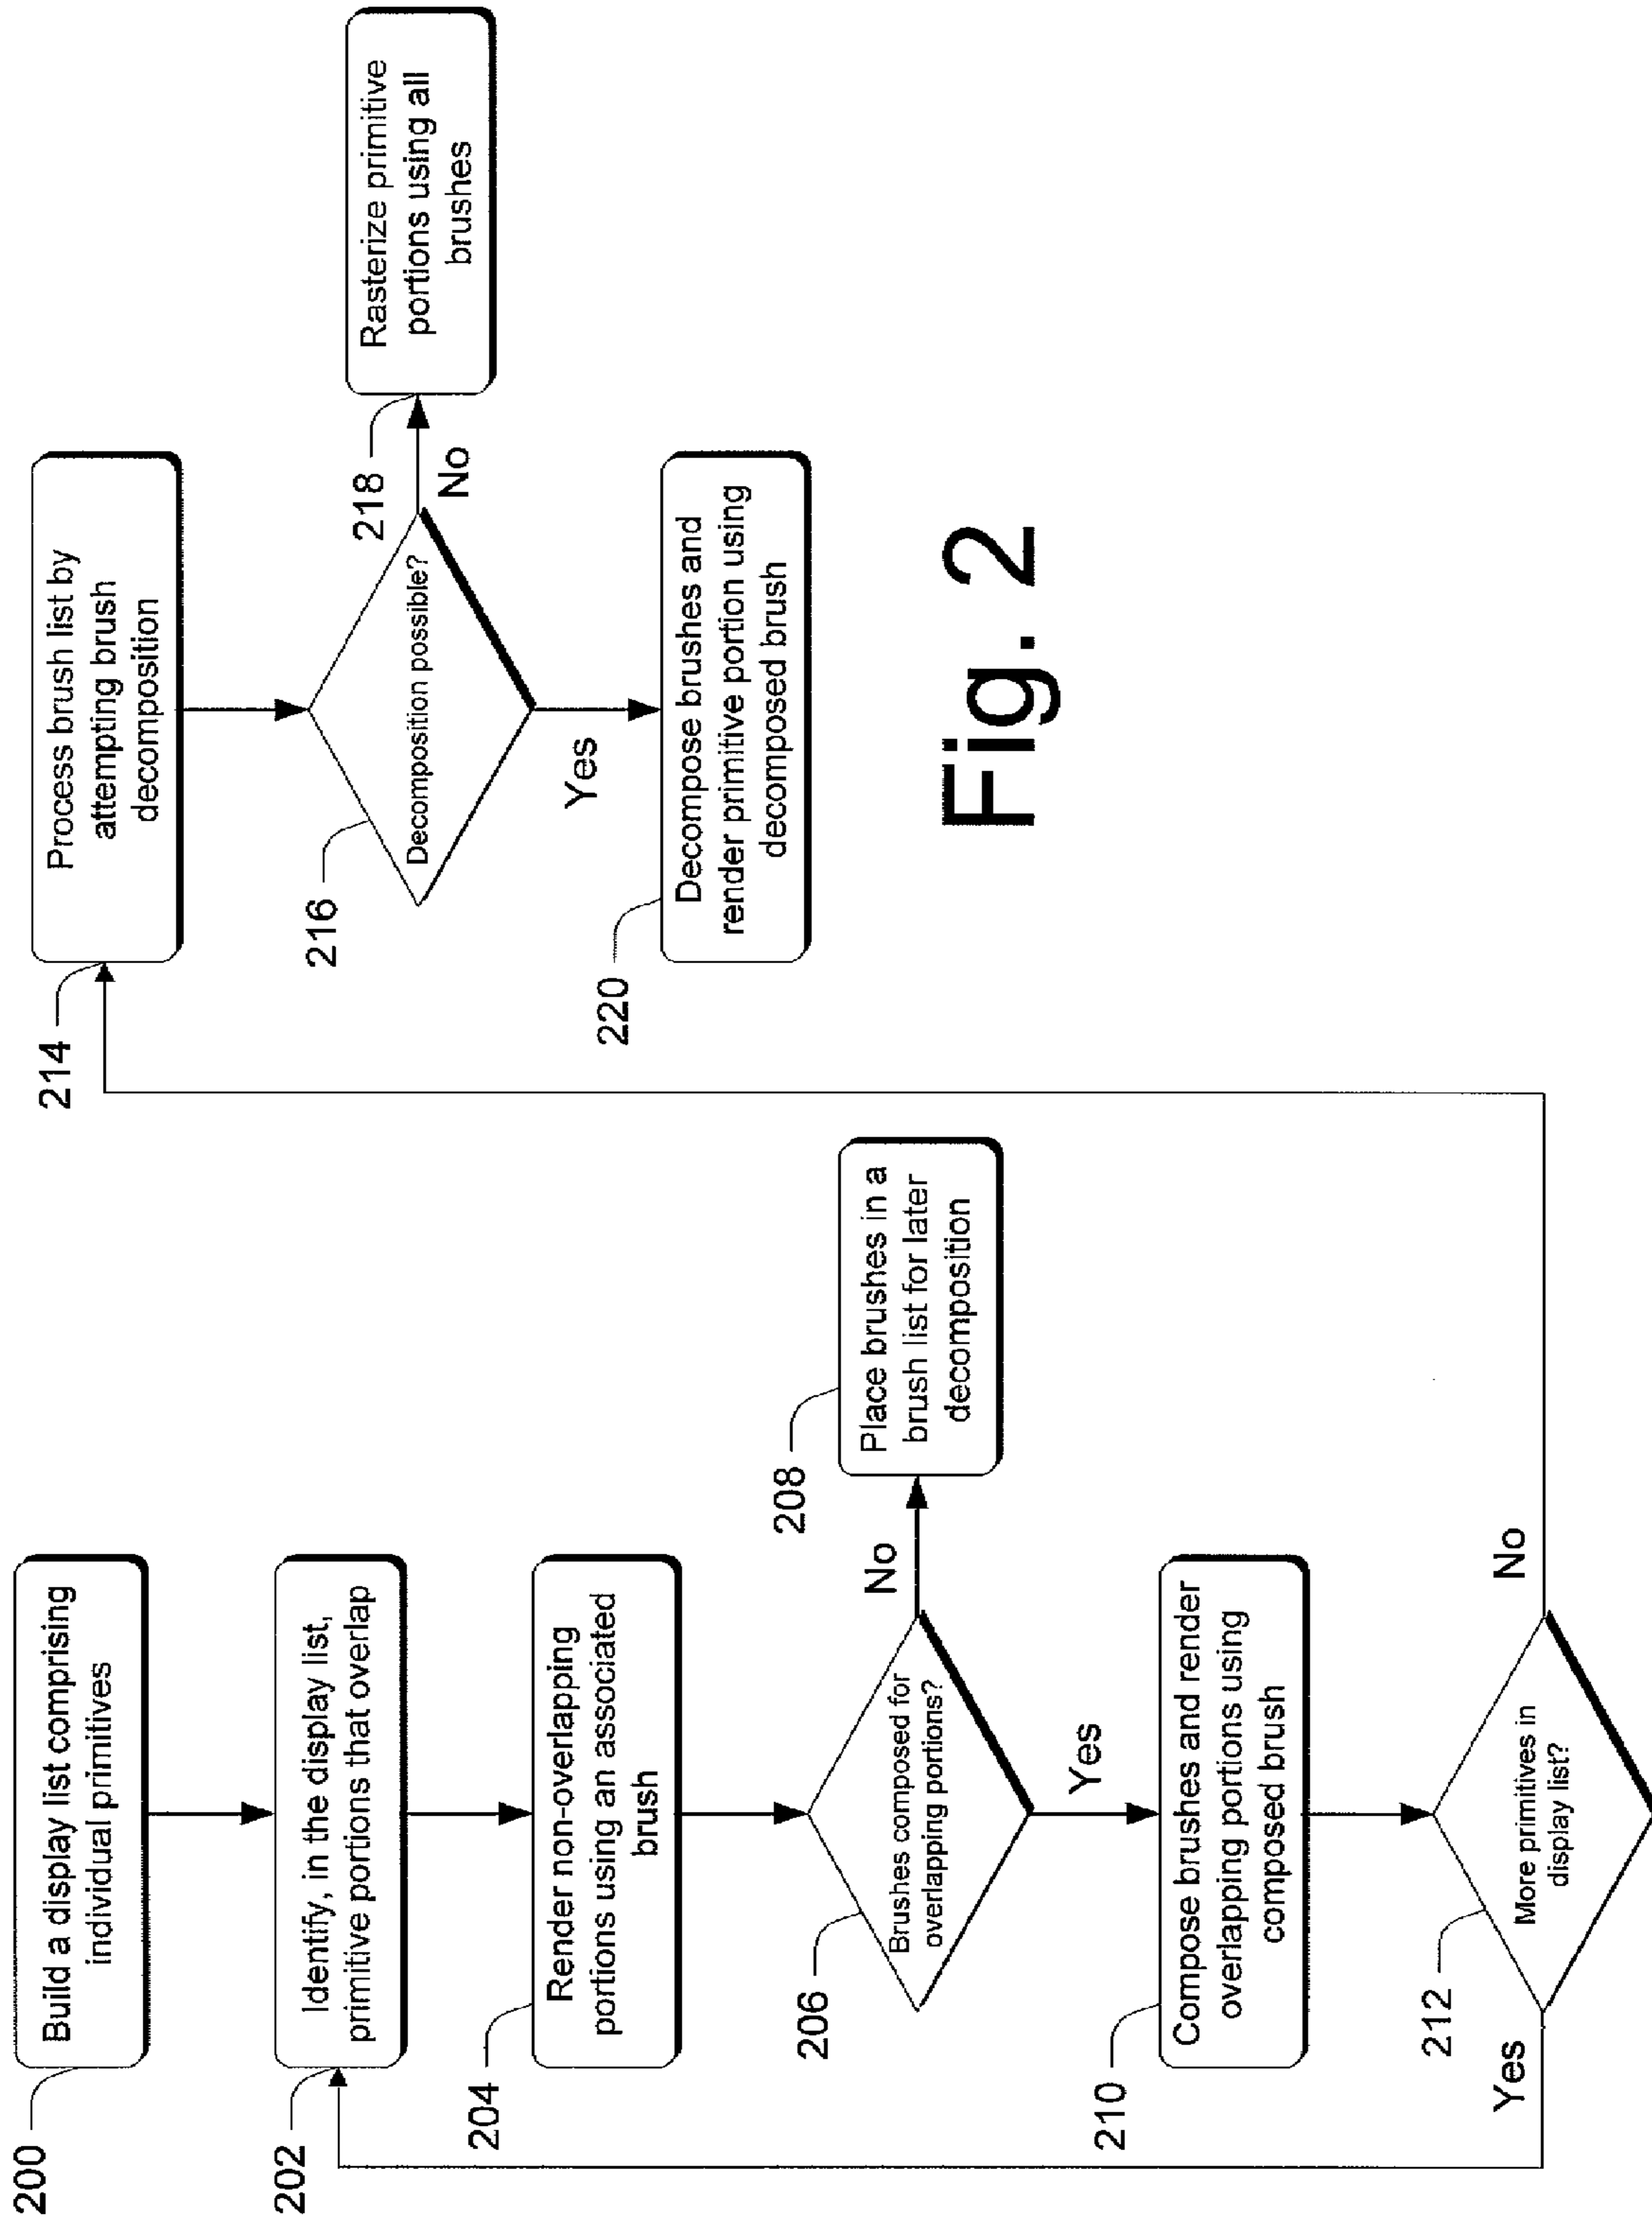 200
Build a display list comprising
individual primitives
202
Identify, in the display list,
primitive portions that overlap
204
Render non-overlapping
portions using an associated
brush
206
Brushes composed for
overlapping portions?
No
208
Place brushes in a
brush list for later
decomposition
Yes
210
Compose brushes and render
overlapping portions using
composed brush
212
More primitives in
display list?
Yes
No
214
Process brush list by
attempting brush
decomposition
216
Decomposition possible?
No
218
Rasterize primitive
portions using all
brushes
Yes
220
Decompose brushes and
render primitive portion using
decomposed brush
Fig. 2